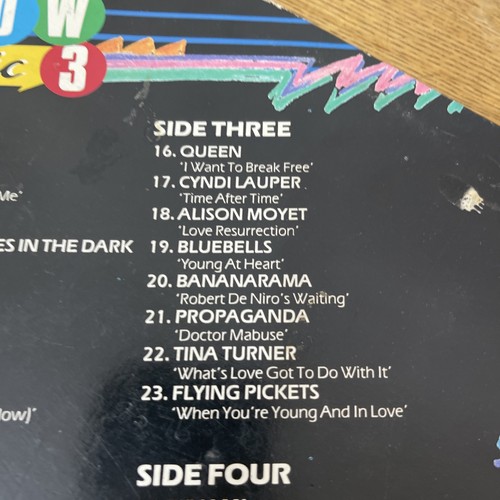 OW
3
SIDE THREE
16. QUEEN
'I Want To Break Free'
17. CYNDI LAUPER
'Time After Time'
Me'
18. ALISON MOYET
'Love Resurrection'
ES IN THE DARK
19. BLUEBELLS
'Young At Heart'
20. BANANARAMA
'Robert De Niro's Waiting'
21. PROPAGANDA
'Doctor Mabuse'
22. TINA TURNER
'What's Love Got To Do With It'
23. FLYING PICKETS
'When You're Young And In Love'
low)'
SIDE FOUR